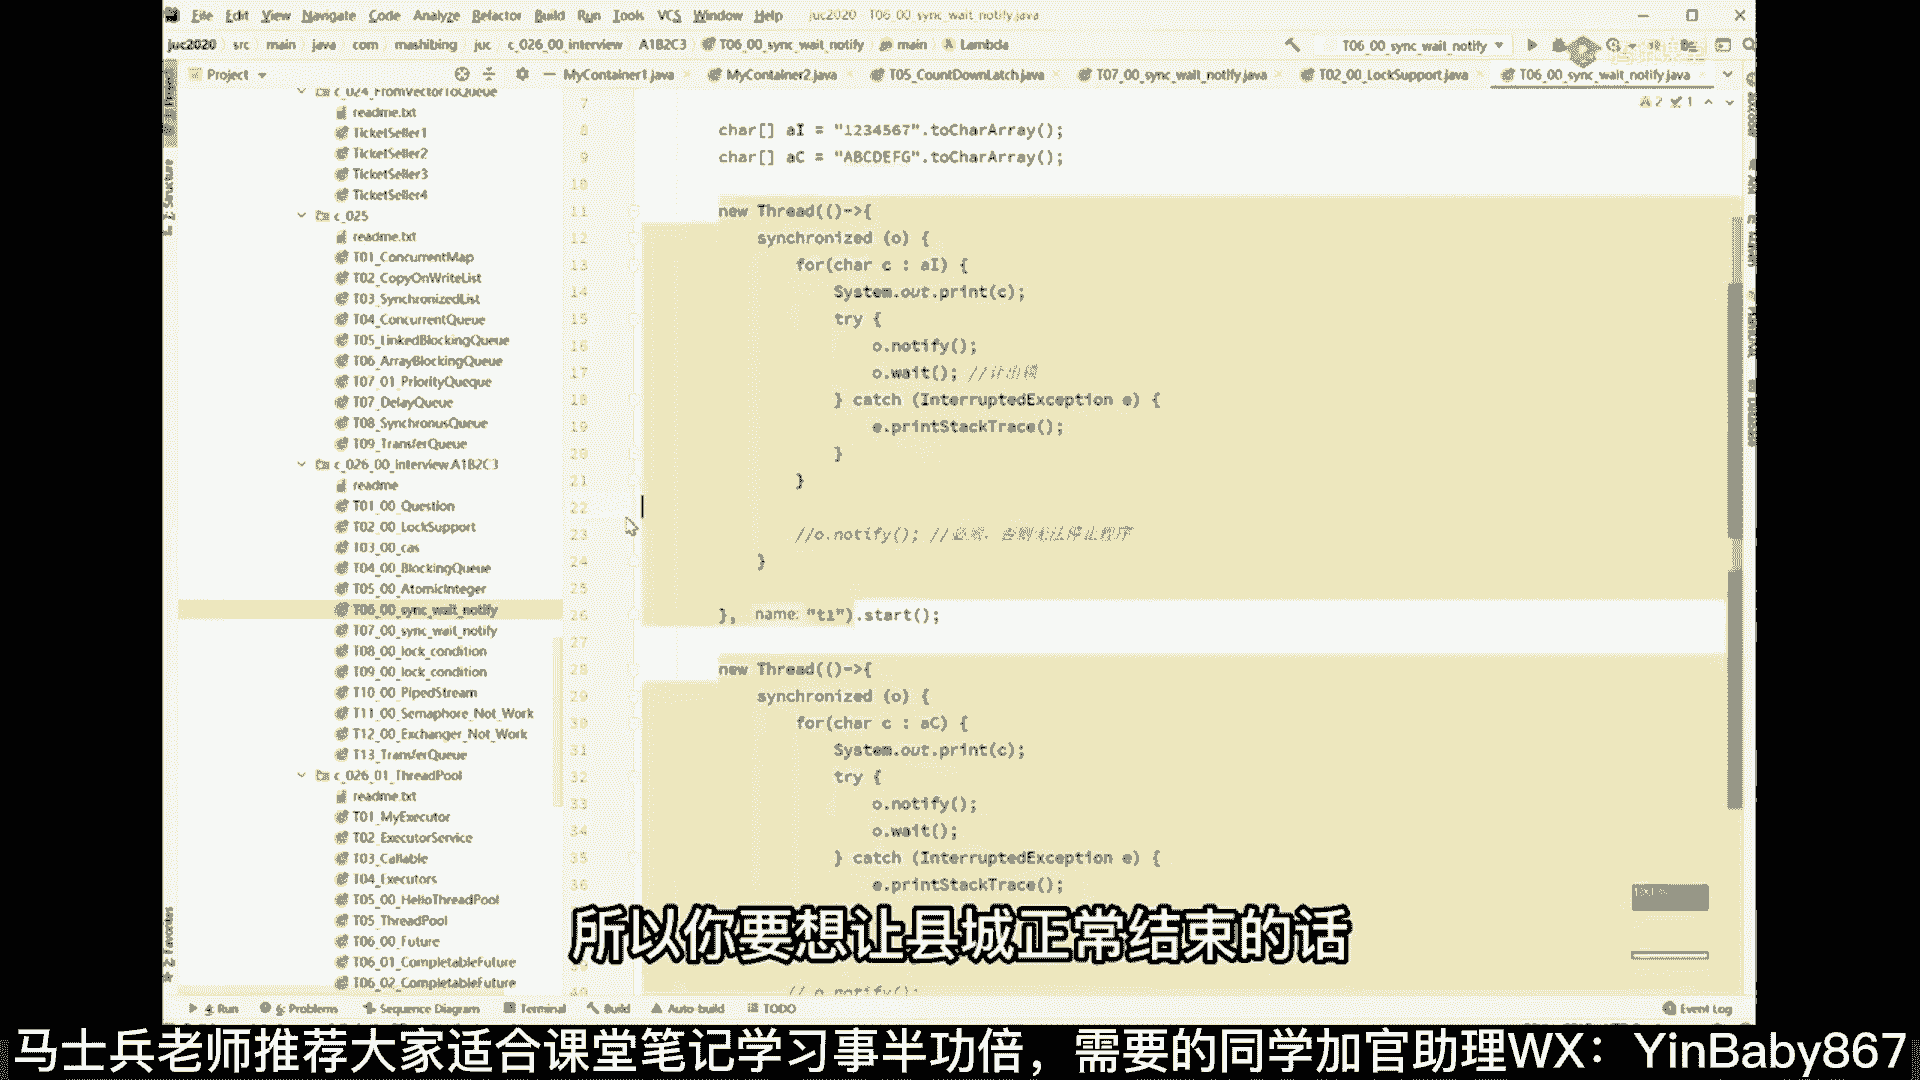 File Edit View Navigate Code Analyze Refactor Build Run Tools VCS Window Help juc2020 T06_00_sync_wait_notify.java
juc2020 src main java com mashibing juc c_026_00_interview A1B2C3 T06_00_sync_wait_notify main Lambda T06_00_sync_wait_notify
Project MyContainer1.java MyContainer2.java T05_CountDownLatch.java T07_00_sync_wait_notify.java T02_00_LockSupport.java T06_00_sync_wait_notify.java
2 1
c_024_FromVectorToQueue
readme.txt
TicketSeller1
TicketSeller2
TicketSeller3
TicketSeller4
c_025
readme.txt
T01_ConcurrentMap
T02_CopyOnWriteList
T03_SynchronizedList
T04_ConcurrentQueue
T05_LinkedBlockingQueue
T06_ArrayBlockingQueue
T07_01_PriorityQueque
T07_DelayQueue
T08_SynchronusQueue
T09_TransferQueue
c_026_00_interview.A1B2C3
readme
T01_00_Question
T02_00_LockSupport
T03_00_cas
T04_00_BlockingQueue
T05_00_AtomicInteger
T06_00_sync_wait_notify
T07_00_sync_wait_notify
T08_00_lock_condition
T09_00_lock_condition
T10_00_PipedStream
T11_00_Semaphore_Not_Work
T12_00_Exchanger_Not_Work
T13_TransferQueue
c_026_01_ThreadPool
readme.txt
T01_MyExecutor
T02_ExecutorService
T03_Callable
T04_Executors
T05_00_HelloThreadPool
T05_ThreadPool
T06_00_Future
T06_01_CompletableFuture
T06_02_CompletableFuture
7
8 char[] aI = "1234567".toCharArray();
9 char[] aC = "ABCDEFG".toCharArray();
10
11 new Thread(()->{
12 synchronized (o) {
13 for(char c : aI) {
14 System.out.print(c);
15 try {
16 o.notify();
17 o.wait(); //让出锁
18 } catch (InterruptedException e) {
19 e.printStackTrace();
20 }
21 }
22
23 //o.notify(); //必须，否则无法停止程序
24 }
25
26 }, name: "t1").start();
27
28 new Thread(()->{
29 synchronized (o) {
30 for(char c : aC) {
31 System.out.print(c);
32 try {
33 o.notify();
34 o.wait();
35 } catch (InterruptedException e) {
36 e.printStackTrace();
// o.notify();
所以你要想让县城正常结束的话
4: Run 6: Problems Sequence Diagram Terminal Build Auto-build TODO Event Log
马士兵老师推荐大家适合课堂笔记学习事半功倍，需要的同学加官助理WX：YinBaby867